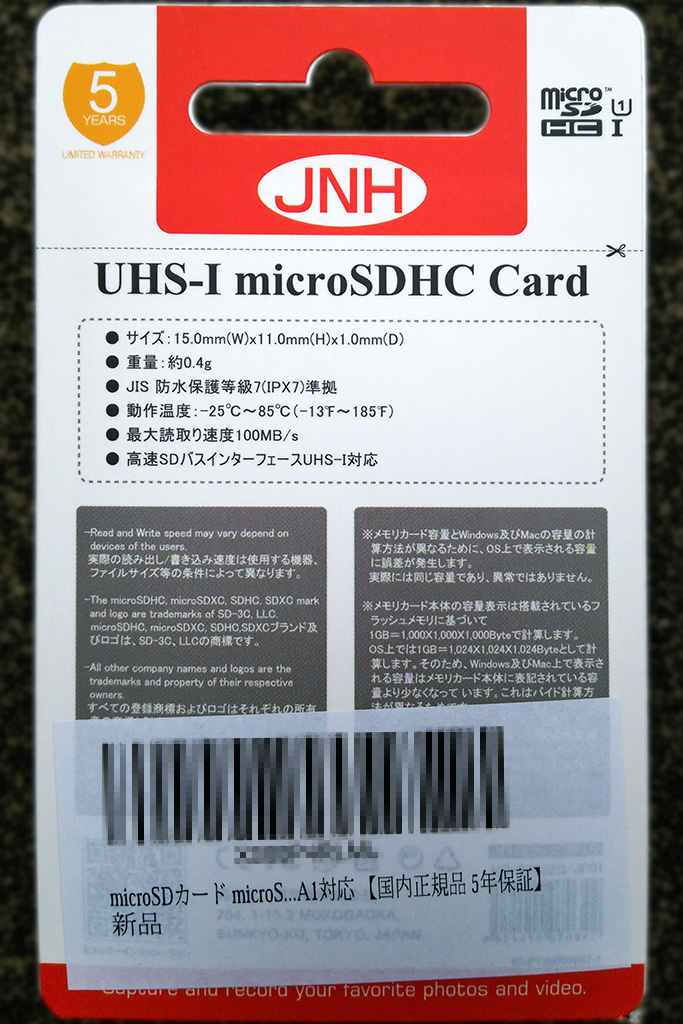 5
YEARS
LIMITED WARRANTY
JNH
micro
SD
HC I
U1
UHS-I microSDHC Card
● サイズ：15.0mm(W)x11.0mm(H)x1.0mm(D)
● 重量：約0.4g
● JIS 防水保護等級7(IPX7)準拠
● 動作温度：-25℃～85℃(-13℉～185℉)
● 最大読取り速度100MB/s
● 高速SDバスインターフェースUHS-I対応
-Read and Write speed may vary depend on
devices of the users.
実際の読み出し/書き込み速度は使用する機器、
ファイルサイズ等の条件によって異なります。
-The microSDHC, microSDXC, SDHC, SDXC mark
and logo are trademarks of SD-3C, LLC.
microSDHC, microSDXC, SDHC,SDXCブランド及
びロゴは、SD-3C、LLCの商標です。
-All other company names and logos are the
trademarks and property of their respective
owners.
すべての登録商標およびロゴはそれぞれの所有
※メモリカード容量とWindows及びMacの容量の計
算方法が異なるために、OS上で表示される容量
に誤差が発生します。
実際には同じ容量であり、異常ではありません。
※メモリカード本体の容量表示は搭載されているフ
ラッシュメモリに基づいて
1GB＝1,000X1,000X1,000Byteで計算します。
OS上では1GB＝1,024X1,024X1,024Byteとして計
算します。そのため、Windows及びMac上で表示さ
れる容量はメモリカード本体に表記されている容
量より少なくなって います。これはバイド計算方
法が異なるためです。
microSDカード microS...A1対応 【国内正規品 5年保証】
新品
204, 1-10-2 MUKOGAOKA,
BUNKYO-KU, TOKYO, JAPAN
Capture and record your favorite photos and video.